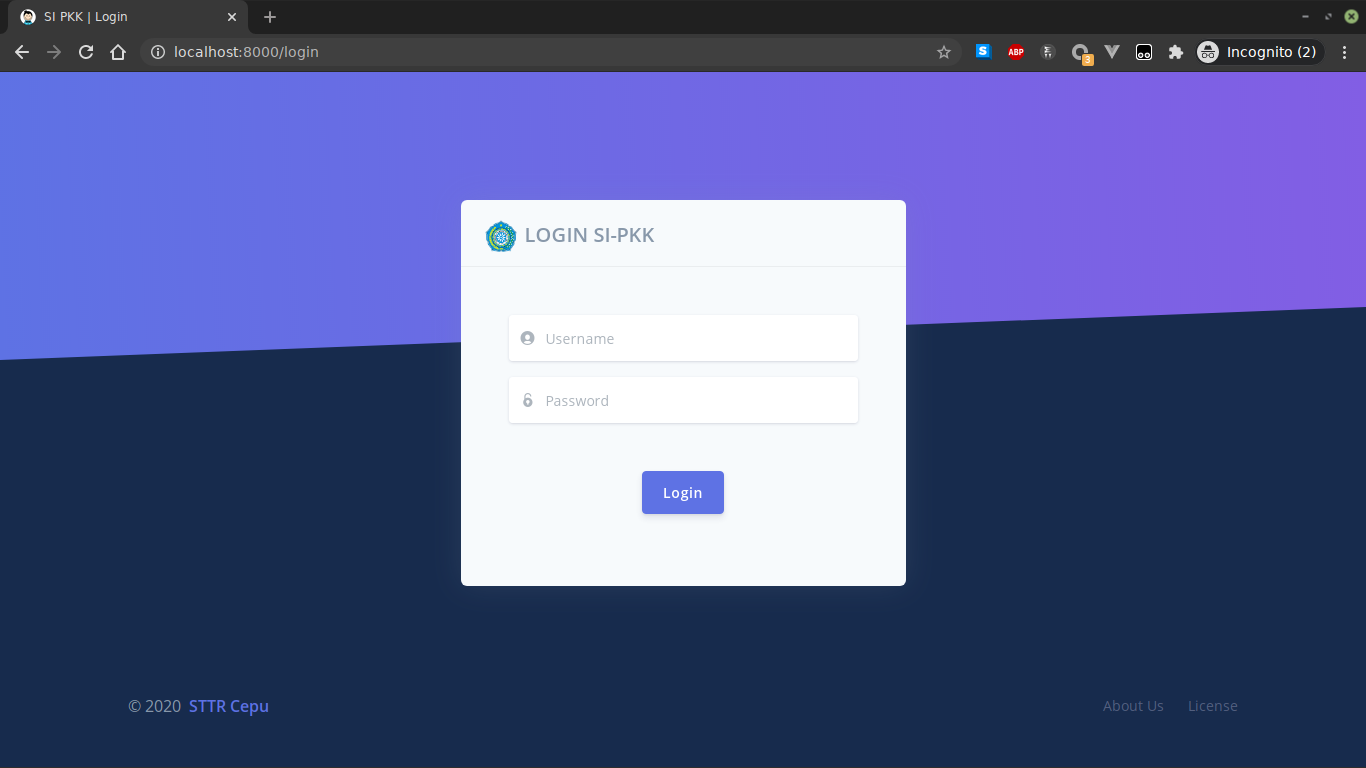 SI PKK | Login
localhost:8000/login
ABP
3
Incognito (2)
LOGIN SI-PKK
Username
Password
Login
© 2020 STTR Cepu
About Us
License